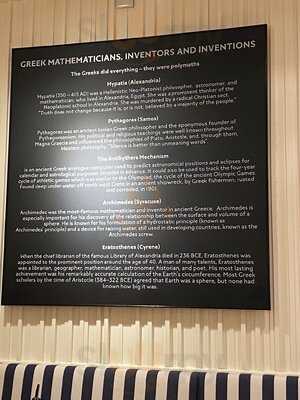 GREEK MATHEMATICIANS, INVENTORS AND INVENTIONS
The Greeks did everything – they were polymaths
Hypatia (Alexandria)
Hypatia (350 – 415 AD) was a Hellenistic Neo-Platonist philosopher, astronomer, and
mathematician, who lived in Alexandria, Egypt. She was a prominent thinker of the
Neoplatonic school in Alexandria. She was murdered by a radical Christian sect.
"Truth does not change because it is, or is not, believed by a majority of the people."
Pythagoras (Samos)
Pythagoras was an ancient Ionian Greek philosopher and the eponymous founder of
Pythagoreanism. His political and religious teachings were well known throughout
Magna Graecia and influenced the philosophies of Plato, Aristotle, and, through them,
Western philosophy. "Silence is better than unmeaning words".
The Antikythera Mechanism
is an ancient Greek analogue computer used to predict astronomical positions and eclipses for
calendar and astrological purposes decades in advance. It could also be used to track the four-year
cycle of athletic games which was similar to the Olympiad, the cycle of the ancient Olympic Games
Found deep under water off north west Crete in an ancient shipwreck, by Greek fishermen, rusted
and corroded, in 1901
Archimedes (Syracuse)
Archimedes was the most-famous mathematician and inventor in ancient Greece. Archimedes is
especially important for his discovery of the relationship between the surface and volume of a
sphere. He is known for his formulation of a hydrostatic principle (known as
Archimedes' principle) and a device for raising water, still used in developing countries, known as the
Archimedes screw.
Eratosthenes (Cyrene)
When the chief librarian of the famous Library of Alexandria died in 236 BCE, Eratosthenes was
appointed to the prominent position around the age of 40. A man of many talents, Eratosthenes
was a librarian, geographer, mathematician, astronomer, historian, and poet. His most lasting
achievement was his remarkably accurate calculation of the Earth's circumference. Most Greek
scholars by the time of Aristotle (384–322 BCE) agreed that Earth was a sphere, but none had
known how big it was.